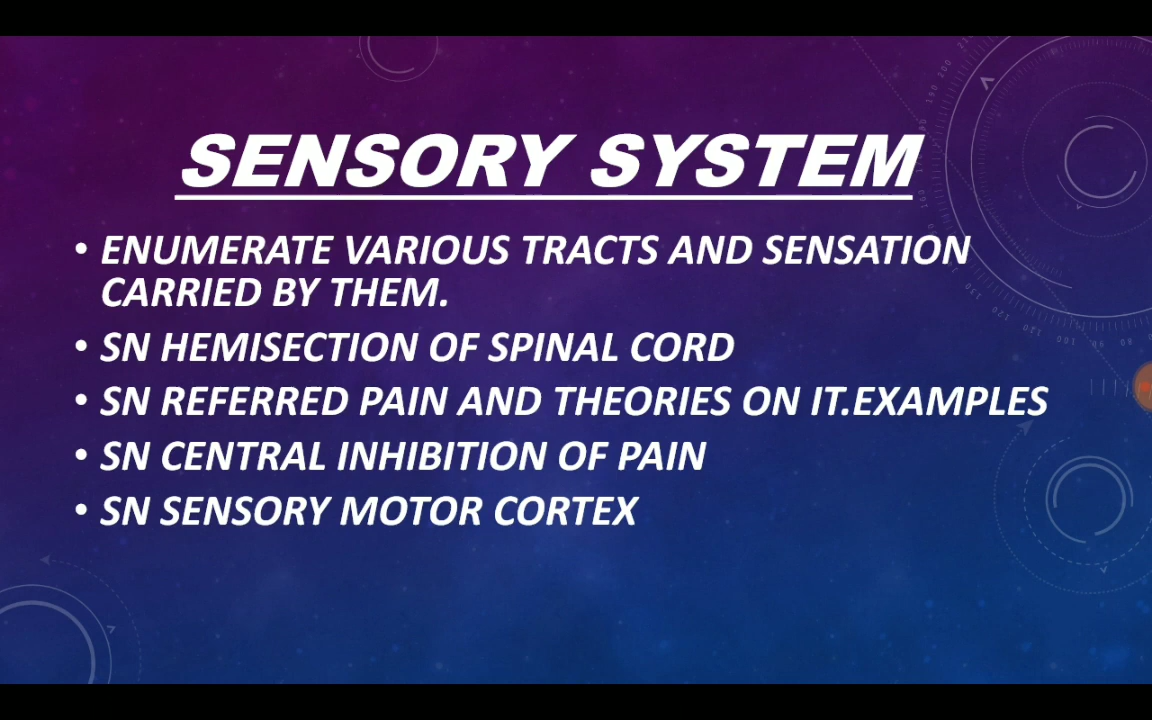 SENSORY SYSTEM
• ENUMERATE VARIOUS TRACTS AND SENSATION
CARRIED BY THEM.
• SN HEMISECTION OF SPINAL CORD
• SN REFERRED PAIN AND THEORIES ON IT.EXAMPLES
• SN CENTRAL INHIBITION OF PAIN
• SN SENSORY MOTOR CORTEX